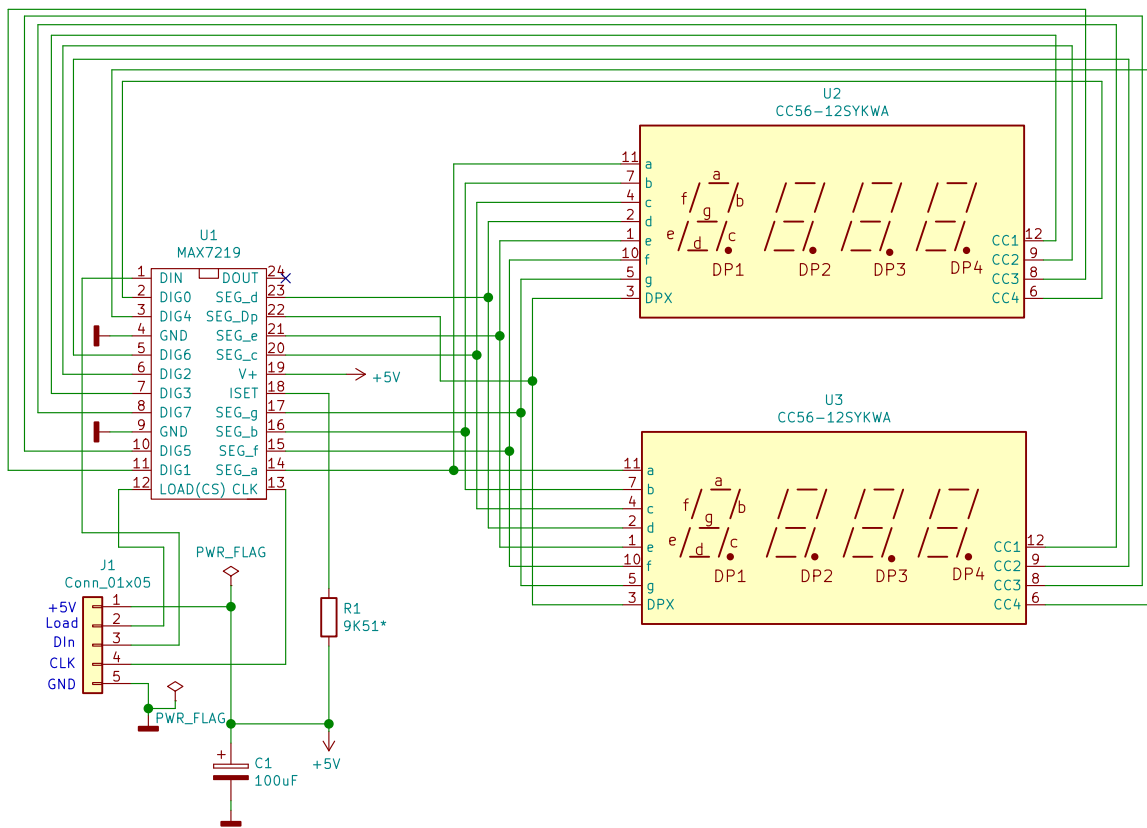 U2
CC56-12SYKWA
11 a
7 b
4 c
2 d
1 e
10 f
5 g
3 DPX
a
f
b
g
e
d
c
DP1
DP2
DP3
DP4
CC1 12
CC2 9
CC3 8
CC4 6
U1
MAX7219
1 DIN DOUT 24
2 DIG0 SEG_d 23
3 DIG4 SEG_Dp 22
4 GND SEG_e 21
5 DIG6 SEG_c 20
6 DIG2 V+ 19
+5V
7 DIG3 ISET 18
8 DIG7 SEG_g 17
9 GND SEG_b 16
10 DIG5 SEG_f 15
11 DIG1 SEG_a 14
12 LOAD(CS) CLK 13
U3
CC56-12SYKWA
11 a
7 b
4 c
2 d
1 e
10 f
5 g
3 DPX
a
f
b
g
e
d
c
DP1
DP2
DP3
DP4
CC1 12
CC2 9
CC3 8
CC4 6
PWR_FLAG
J1
Conn_01x05
+5V 1
Load 2
DIn 3
CLK 4
GND 5
R1
9K51*
PWR_FLAG
+5V
+
C1
100uF